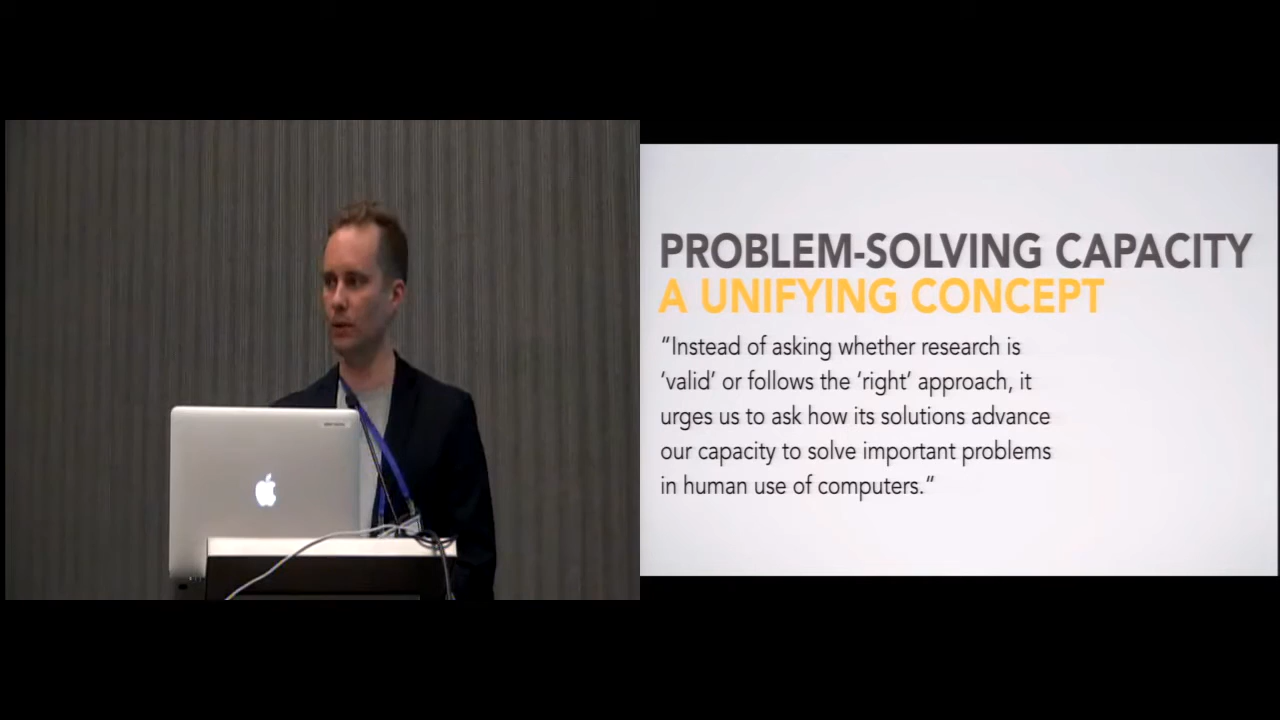 PROBLEM-SOLVING CAPACITY
A UNIFYING CONCEPT
“Instead of asking whether research is
‘valid’ or follows the ‘right’ approach, it
urges us to ask how its solutions advance
our capacity to solve important problems
in human use of computers.“